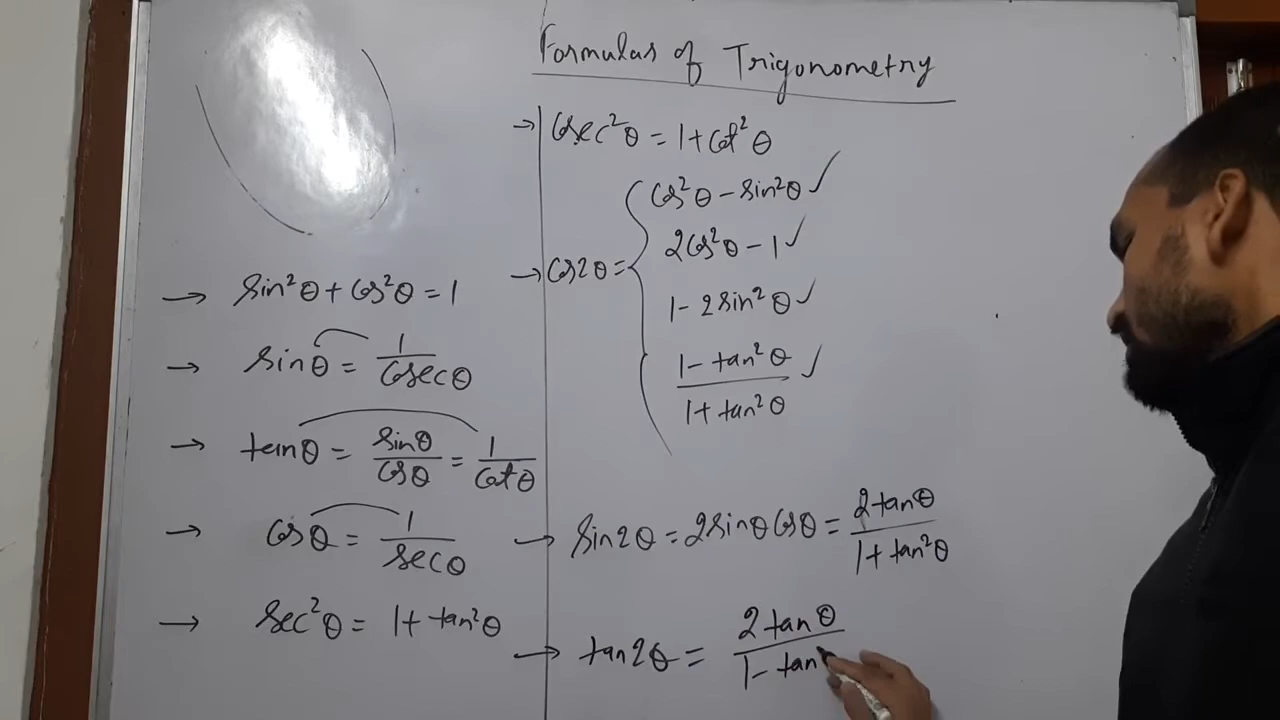 Formulas of Trigonometry
→ sin²θ + cos²θ = 1
→ sinθ = 1/cosecθ
→ tanθ = sinθ/cosθ = 1/cotθ
→ cosθ = 1/secθ
→ sec²θ = 1 + tan²θ
→ cosec²θ = 1 + cot²θ
→ cos2θ = { cos²θ - sin²θ ✓
2cos²θ - 1 ✓
1 - 2sin²θ ✓
1 - tan²θ / 1 + tan²θ ✓
→ sin2θ = 2sinθ cosθ = 2tanθ / 1 + tan²θ
→ tan2θ = 2tanθ / 1 - tan